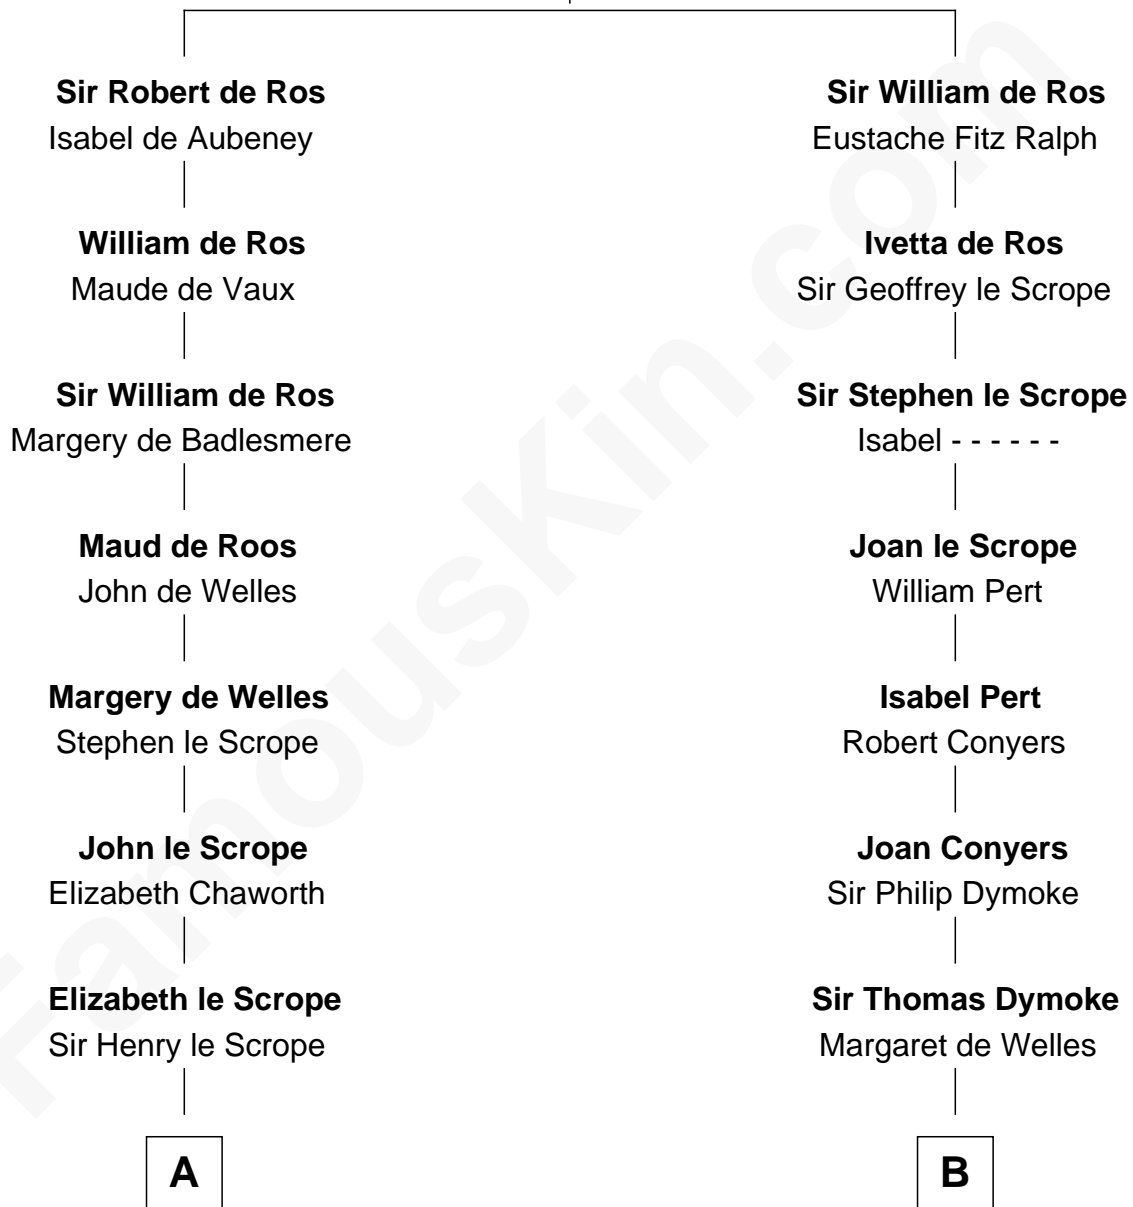 Sir Robert de Ros
Isabel de Aubeney
William de Ros
Maude de Vaux
Sir William de Ros
Margery de Badlesmere
Maud de Roos
John de Welles
Margery de Welles
Stephen le Scrope
John le Scrope
Elizabeth Chaworth
Elizabeth le Scrope
Sir Henry le Scrope
A
Sir William de Ros
Eustache Fitz Ralph
Ivetta de Ros
Sir Geoffrey le Scrope
Sir Stephen le Scrope
Isabel - - - - - -
Joan le Scrope
William Pert
Isabel Pert
Robert Conyers
Joan Conyers
Sir Philip Dymoke
Sir Thomas Dymoke
Margaret de Welles
B
FamousKin.com